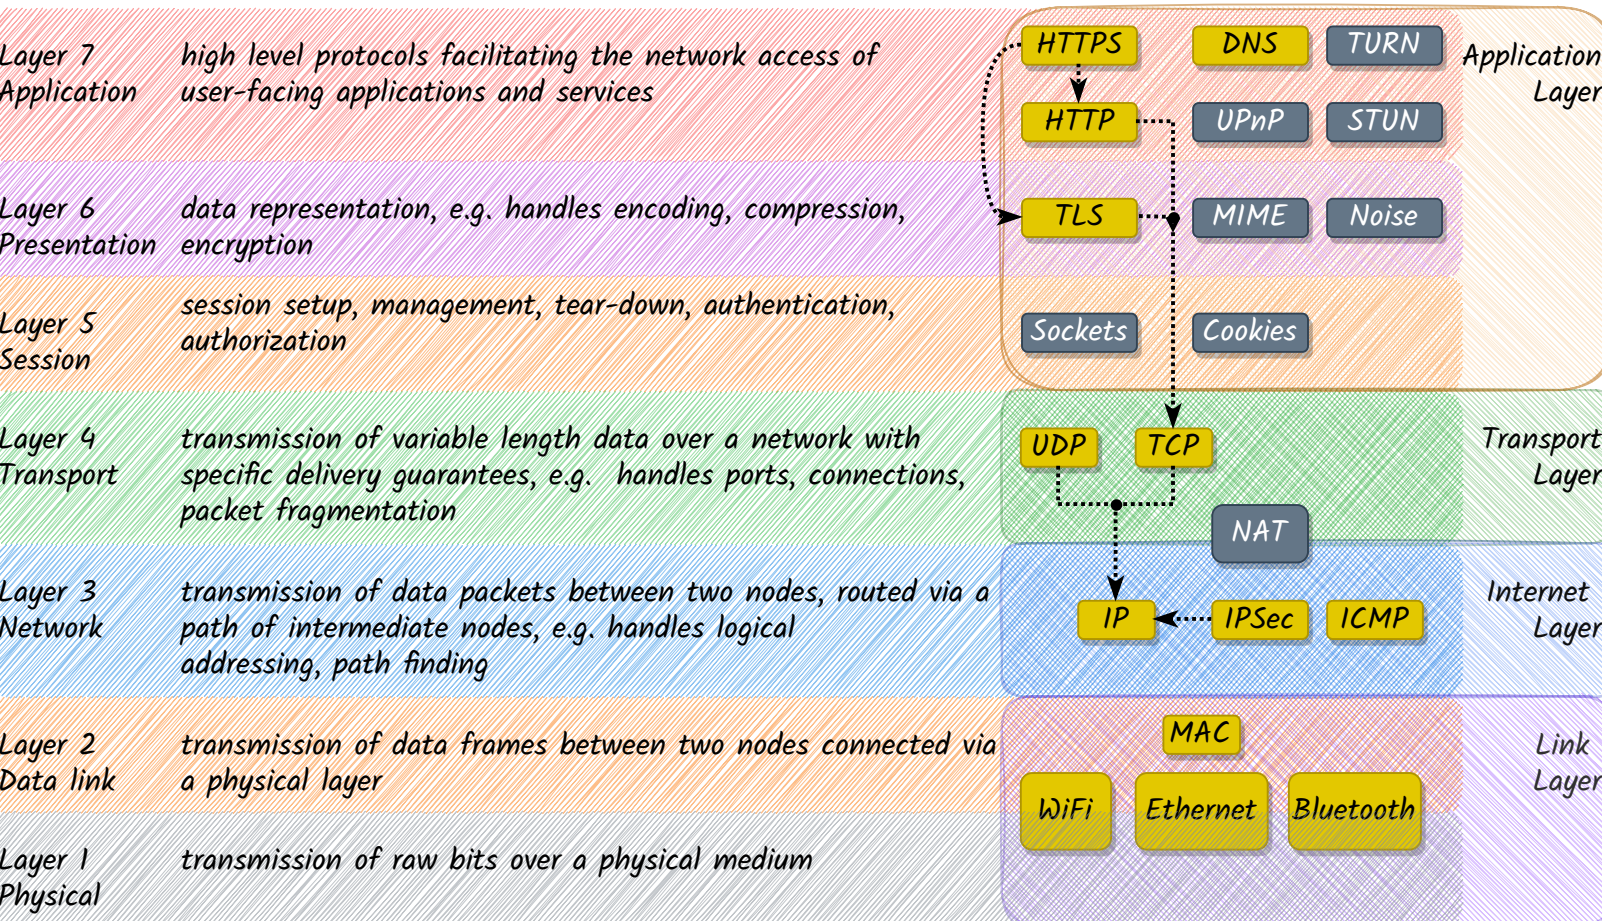 Layer 7
Application
high level protocols facilitating the network access of
user-facing applications and services
HTTPS
DNS
TURN
HTTP
UPnP
STUN
Application
Layer
Layer 6
Presentation
data representation, e.g. handles encoding, compression,
encryption
TLS
MIME
Noise
Layer 5
Session
session setup, management, tear-down, authentication,
authorization
Sockets
Cookies
Layer 4
Transport
transmission of variable length data over a network with
specific delivery guarantees, e.g. handles ports, connections,
packet fragmentation
UDP
TCP
NAT
Transport
Layer
Layer 3
Network
transmission of data packets between two nodes, routed via a
path of intermediate nodes, e.g. handles logical
addressing, path finding
IP
IPSec
ICMP
Internet
Layer
Layer 2
Data link
transmission of data frames between two nodes connected via
a physical layer
MAC
WiFi
Ethernet
Bluetooth
Link
Layer
Layer 1
Physical
transmission of raw bits over a physical medium